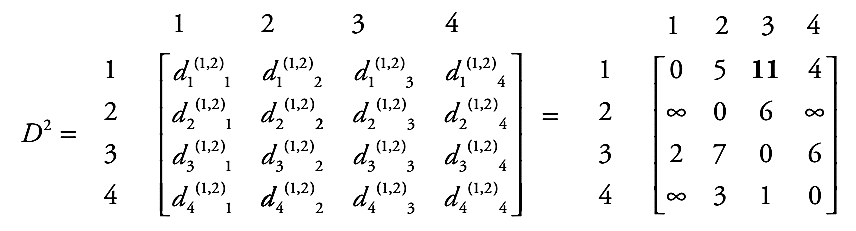 1 2 3 4 1 2 3 4
1 d₁⁽¹,²⁾₁ d₁⁽¹,²⁾₂ d₁⁽¹,²⁾₃ d₁⁽¹,²⁾₄ 1 0 5 11 4
2 d₂⁽¹,²⁾₁ d₂⁽¹,²⁾₂ d₂⁽¹,²⁾₃ d₂⁽¹,²⁾₄ 2 ∞ 0 6 ∞
D² = =
3 d₃⁽¹,²⁾₁ d₃⁽¹,²⁾₂ d₃⁽¹,²⁾₃ d₃⁽¹,²⁾₄ 3 2 7 0 6
4 d₄⁽¹,²⁾₁ d₄⁽¹,²⁾₂ d₄⁽¹,²⁾₃ d₄⁽¹,²⁾₄ 4 ∞ 3 1 0